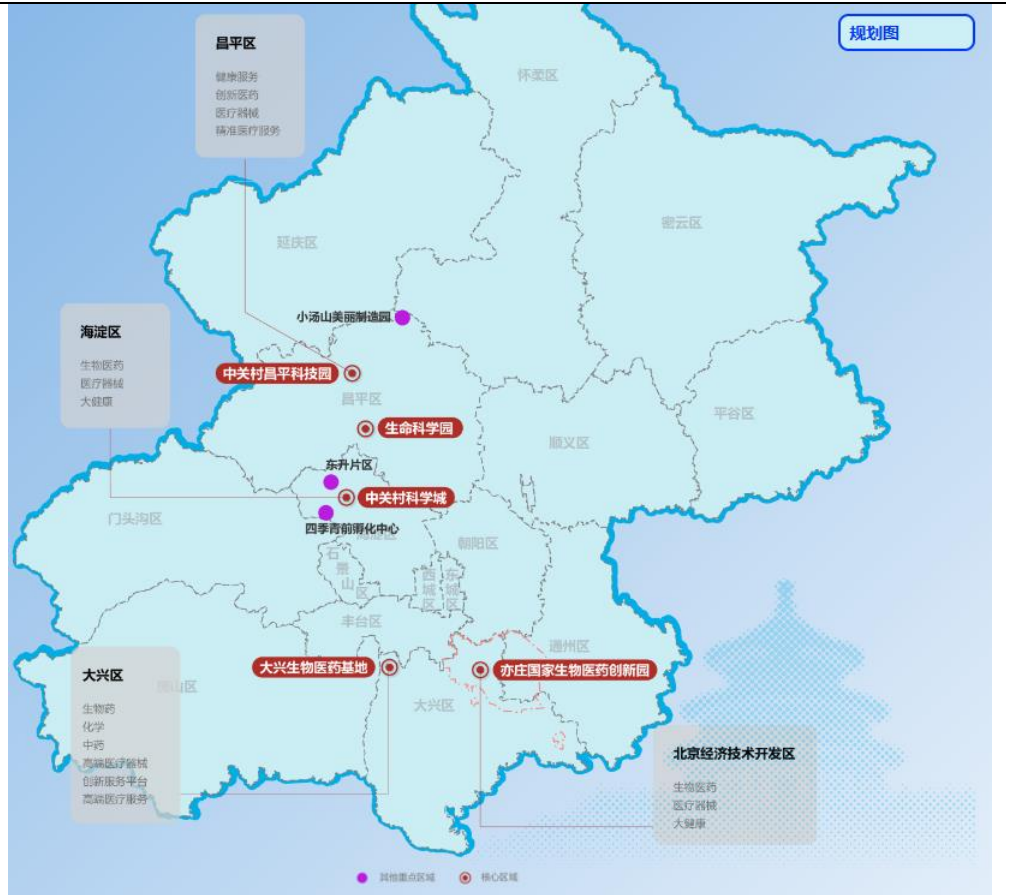 规划图
昌平区
健康服务
创新医药
医疗器械
精准医疗服务
怀柔区
密云区
延庆区
小汤山美丽制造园
海淀区
生物医药
医疗器械
大健康
中关村昌平科技园
昌平区
平谷区
生命科学园
顺义区
东升片区
中关村科学城
门头沟区
四季青前孵化中心
海淀区
朝阳区
石景山区
西城区
东城区
丰台区
通州区
大兴生物医药基地
亦庄国家生物医药创新园
大兴区
生物药
化学
中药
高端医疗器械
创新服务平台
高端医疗服务
房山区
大兴区
北京经济技术开发区
生物医药
医疗器械
大健康
其他重点区域
核心区域